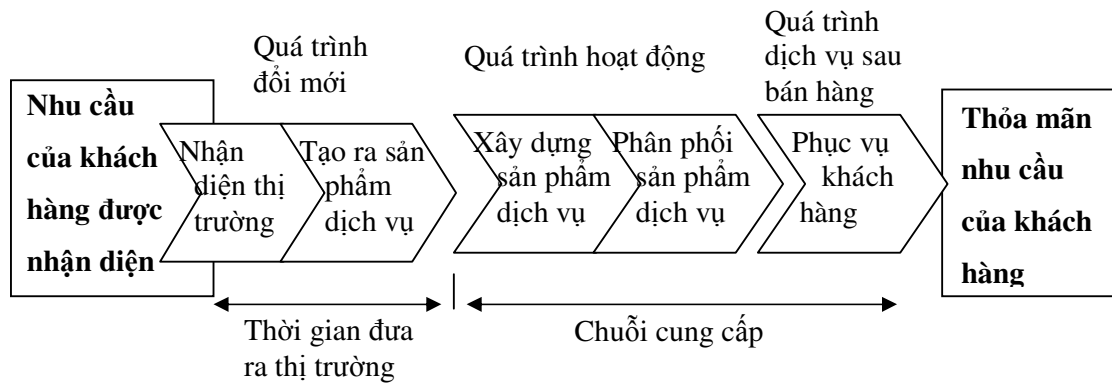 Quá trình
đổi mới
Quá trình hoạt động
Quá trình
dịch vụ sau
bán hàng
Nhu cầu
của khách
hàng được
nhận diện
Nhận
diện thị
trường
Tạo ra sản
phẩm
dịch vụ
Xây dựng
sản phẩm
dịch vụ
Phân phối
sản phẩm
dịch vụ
Phục vụ
khách
hàng
Thỏa mãn
nhu cầu
của khách
hàng
Thời gian đưa
ra thị trường
Chuỗi cung cấp